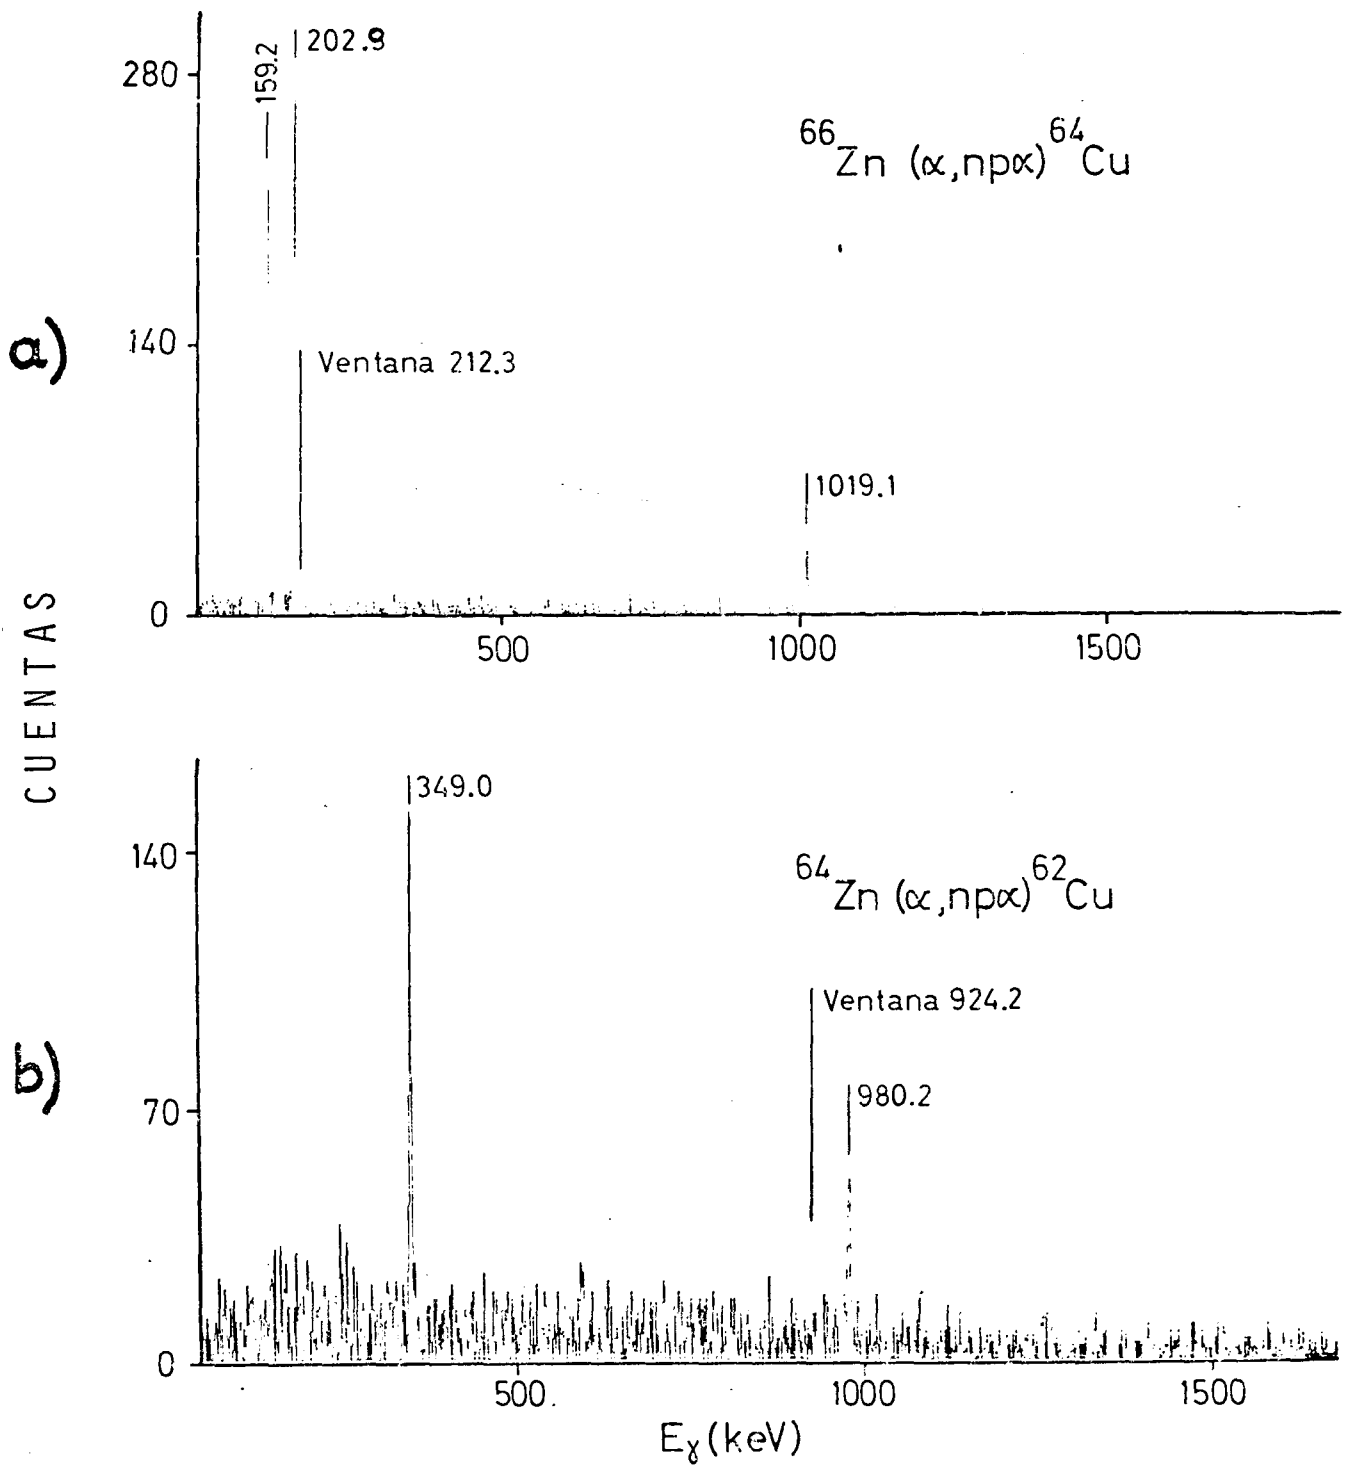 159.2
202.9
280
⁶⁶Zn (α,npα)⁶⁴Cu
a)
140
Ventana 212.3
1019.1
0
500
1000
1500
CUENTAS
349.0
140
⁶⁴Zn (α,npα)⁶²Cu
Ventana 924.2
b)
70
980.2
0
500
1000
1500
Eγ(keV)